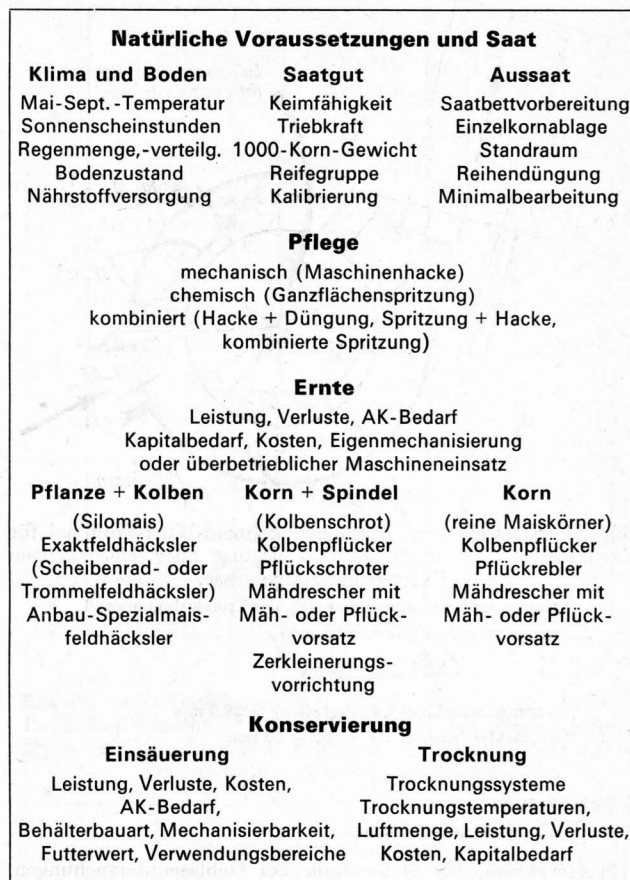 Natürliche Voraussetzungen und Saat
Klima und Boden
Mai-Sept.-Temperatur
Sonnenscheinstunden
Regenmenge,-verteilg.
Bodenzustand
Nährstoffversorgung
Saatgut
Keimfähigkeit
Triebkraft
1000-Korn-Gewicht
Reifegruppe
Kalibrierung
Aussaat
Saatbettvorbereitung
Einzelkornablage
Standraum
Reihendüngung
Minimalbearbeitung
Pflege
mechanisch (Maschinenhacke)
chemisch (Ganzflächenspritzung)
kombiniert (Hacke + Düngung, Spritzung + Hacke,
kombinierte Spritzung)
Ernte
Leistung, Verluste, AK-Bedarf
Kapitalbedarf, Kosten, Eigenmechanisierung
oder überbetrieblicher Maschineneinsatz
Pflanze + Kolben
(Silomais)
Exaktfeldhäcksler
(Scheibenrad- oder
Trommelfeldhäcksler)
Anbau-Spezialmais-
feldhäcksler
Korn + Spindel
(Kolbenschrot)
Kolbenpflücker
Pflückschroter
Mähdrescher mit
Mäh- oder Pflück-
vorsatz
Zerkleinerungs-
vorrichtung
Korn
(reine Maiskörner)
Kolbenpflücker
Pflückrebler
Mähdrescher mit
Mäh- oder Pflück-
vorsatz
Konservierung
Einsäuerung
Leistung, Verluste, Kosten,
AK-Bedarf,
Behälterbauart, Mechanisierbarkeit,
Futterwert, Verwendungsbereiche
Trocknung
Trocknungssysteme
Trocknungstemperaturen,
Luftmenge, Leistung, Verluste,
Kosten, Kapitalbedarf